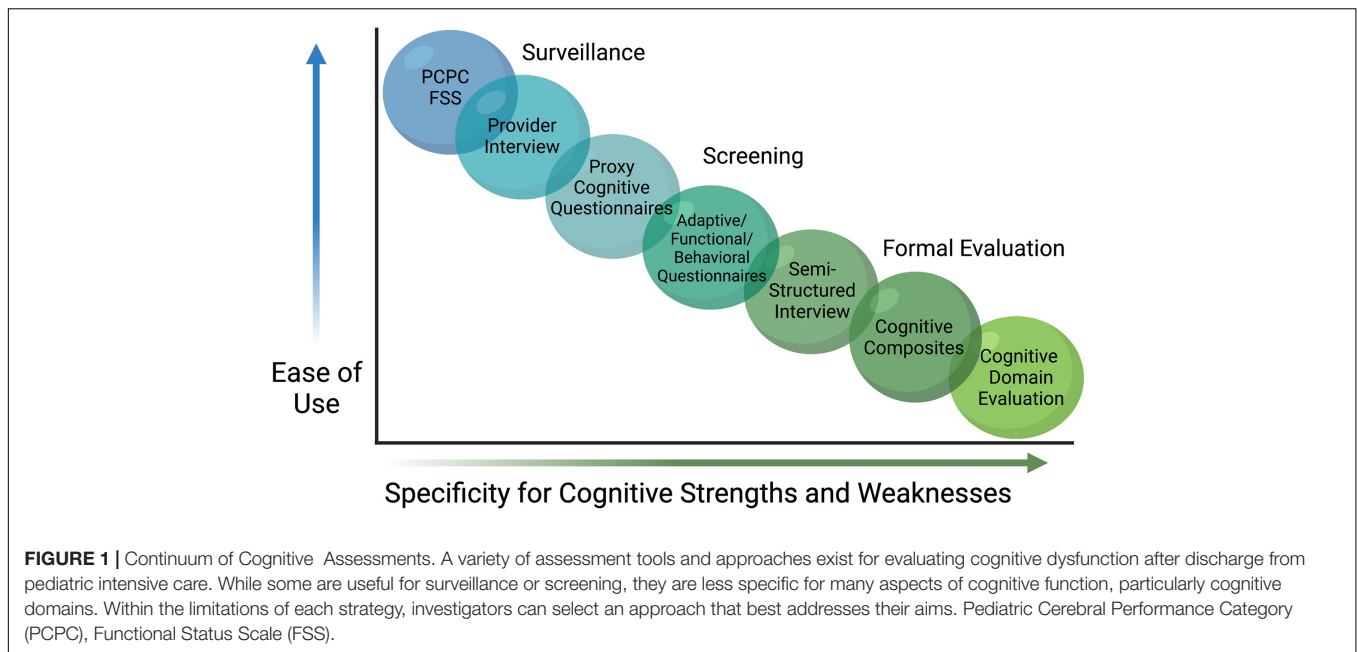 PCPC
FSS
Surveillance
Provider
Interview
Proxy
Cognitive
Questionnaires
Screening
Adaptive/
Functional/
Behavioral
Questionnaires
Semi-
Structured
Interview
Formal Evaluation
Cognitive
Composites
Cognitive
Domain
Evaluation
Ease of
Use
Specificity for Cognitive Strengths and Weaknesses
FIGURE 1 | Continuum of Cognitive Assessments. A variety of assessment tools and approaches exist for evaluating cognitive dysfunction after discharge from
pediatric intensive care. While some are useful for surveillance or screening, they are less specific for many aspects of cognitive function, particularly cognitive
domains. Within the limitations of each strategy, investigators can select an approach that best addresses their aims. Pediatric Cerebral Performance Category
(PCPC), Functional Status Scale (FSS).